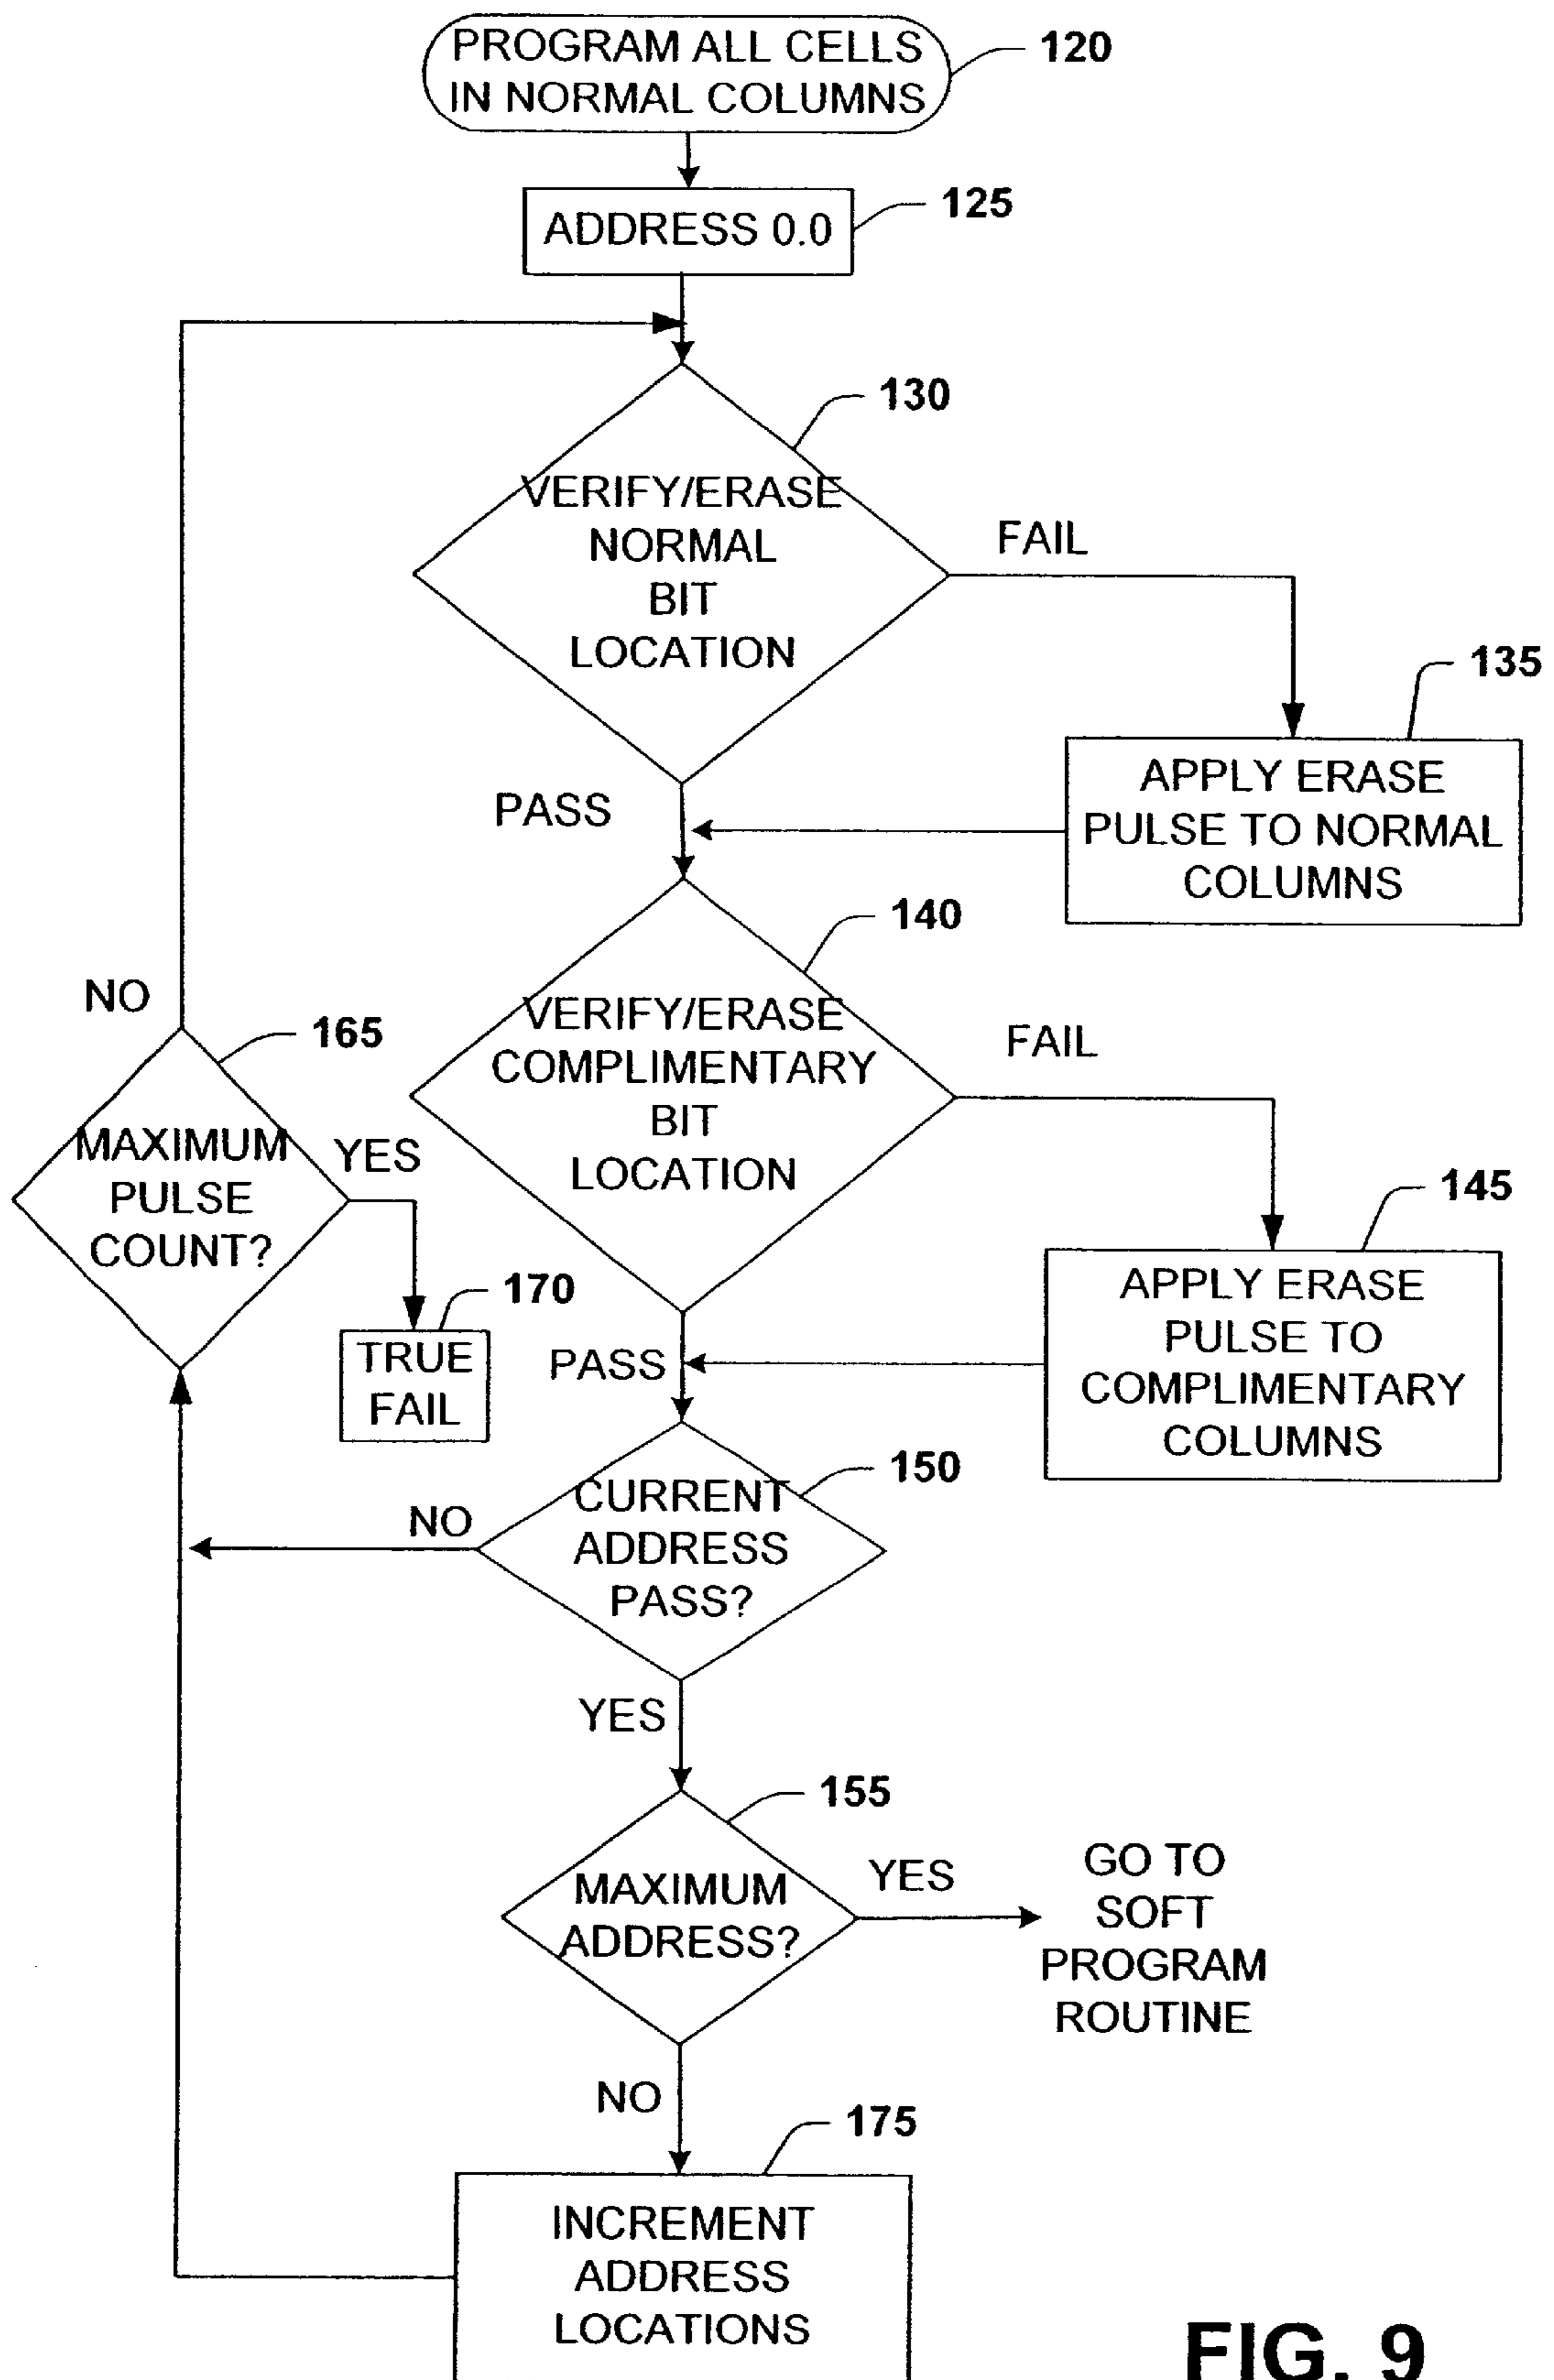 PROGRAM ALL CELLS
IN NORMAL COLUMNS
120
ADDRESS 0.0
125
130
VERIFY/ERASE
NORMAL
BIT
LOCATION
FAIL
135
APPLY ERASE
PULSE TO NORMAL
COLUMNS
PASS
140
VERIFY/ERASE
COMPLIMENTARY
BIT
LOCATION
FAIL
145
APPLY ERASE
PULSE TO
COMPLIMENTARY
COLUMNS
PASS
NO
165
MAXIMUM
PULSE
COUNT?
YES
170
TRUE
FAIL
150
CURRENT
ADDRESS
PASS?
NO
YES
155
MAXIMUM
ADDRESS?
YES
GO TO
SOFT
PROGRAM
ROUTINE
NO
175
INCREMENT
ADDRESS
LOCATIONS
FIG. 9